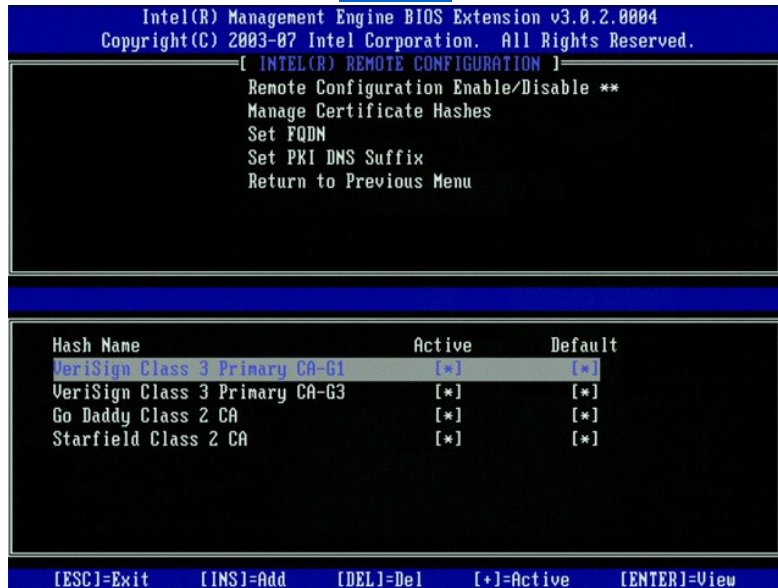 Intel(R) Management Engine BIOS Extension v3.0.2.0004
Copyright(C) 2003-07 Intel Corporation. All Rights Reserved.
[ INTEL(R) REMOTE CONFIGURATION ]
Remote Configuration Enable/Disable **
Manage Certificate Hashes
Set FQDN
Set PKI DNS Suffix
Return to Previous Menu
Hash Name Active Default
VeriSign Class 3 Primary CA-G1 [*] [*]
VeriSign Class 3 Primary CA-G3 [*] [*]
Go Daddy Class 2 CA [*] [*]
Starfield Class 2 CA [*] [*]
[ESC]=Exit [INS]=Add [DEL]=Del [+]=Active [ENTER]=View